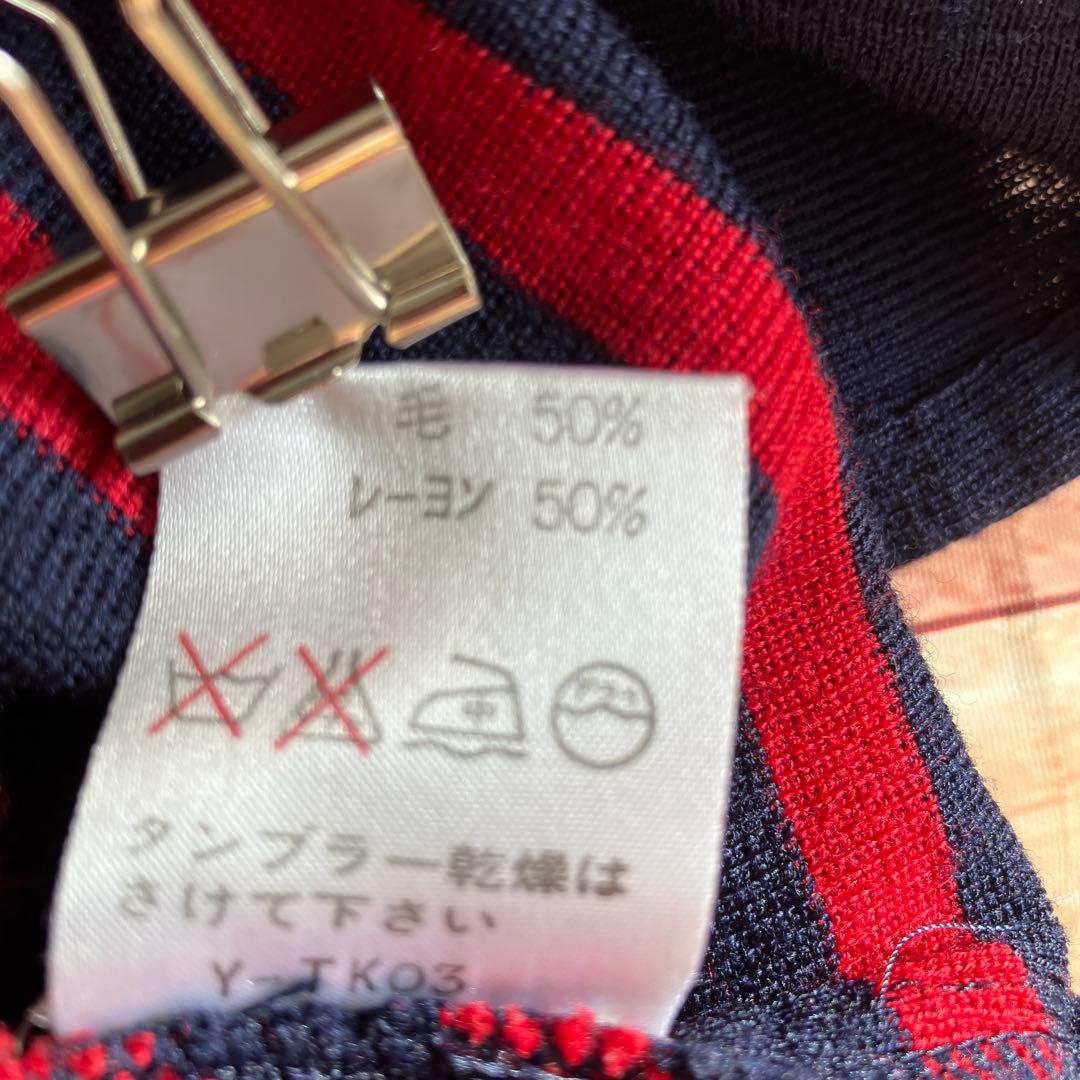 毛 50%
レーヨン 50%
中
タンブラー乾燥は
さけて下さい
Y-TK03